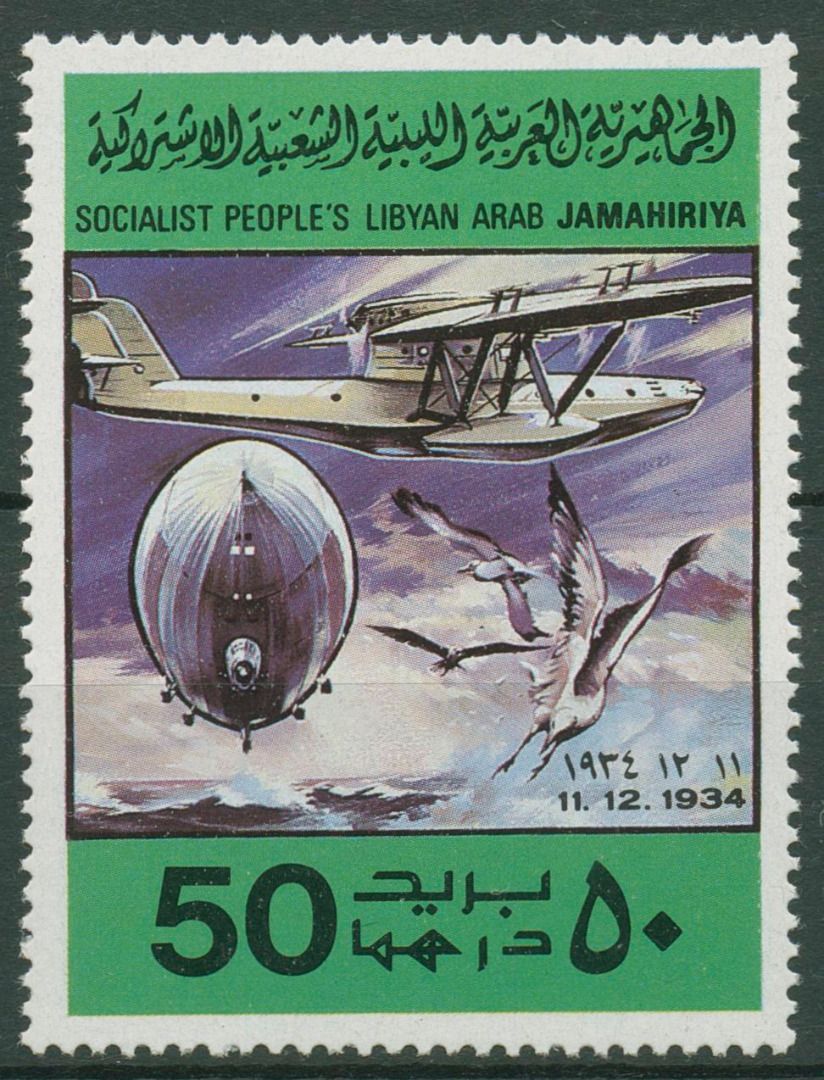 الجماهيرية العربية الليبية الشعبية الاشتراكية
SOCIALIST PEOPLE'S LIBYAN ARAB JAMAHIRIYA
١١ ١٢ ١٩٣٤
11. 12. 1934
50 بريد ٥٠
درهما